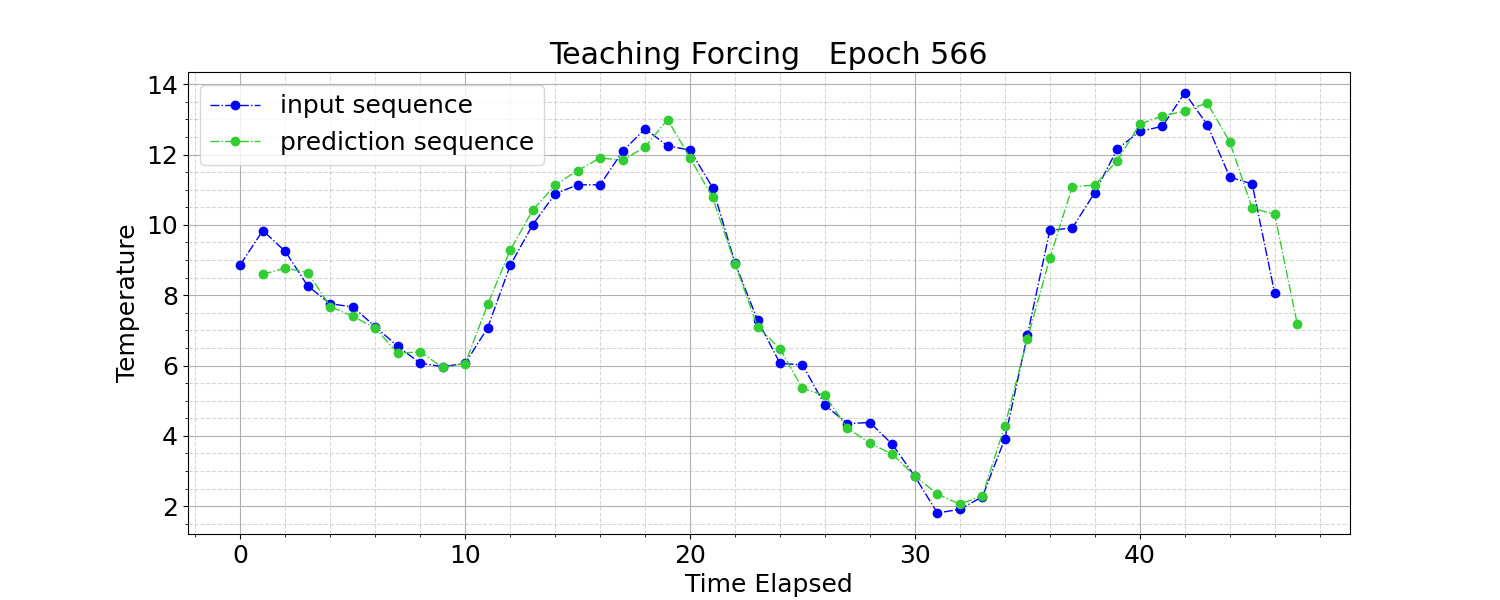 Teaching Forcing   Epoch 566
input sequence
prediction sequence
14
12
10
8
6
4
2
Temperature
0 10 20 30 40
Time Elapsed